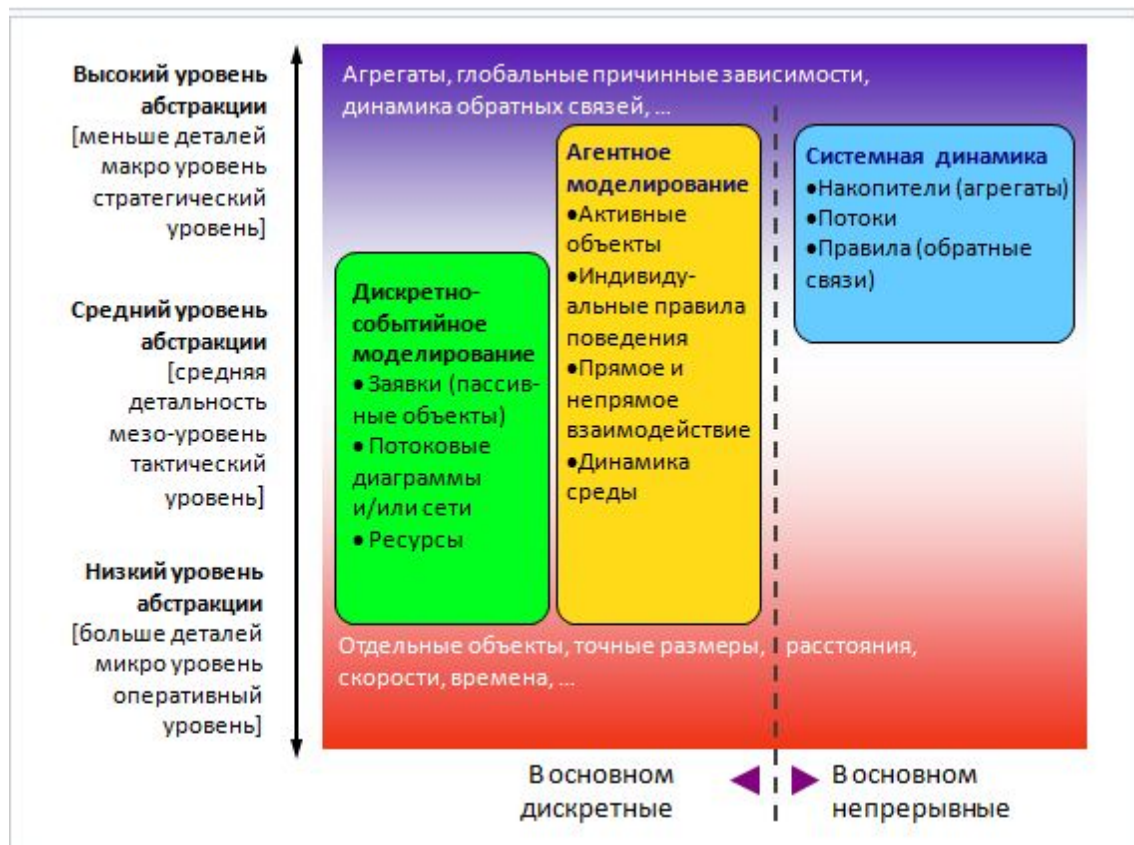 Высокий уровень
абстракции
[меньше деталей
макро уровень
стратегический
уровень]
Средний уровень
абстракции
[средняя
детальность
мезо-уровень
тактический
уровень]
Низкий уровень
абстракции
[больше деталей
микро уровень
оперативный
уровень]
Агрегаты, глобальные причинные зависимости,
динамика обратных связей, ...
Дискретно-
событийное
моделирование
• Заявки (пассив-
ные объекты)
• Потоковые
диаграммы
и/или сети
• Ресурсы
Агентное
моделирование
•Активные
объекты
•Индивиду-
альные правила
поведения
•Прямое и
непрямое
взаимодействие
•Динамика
среды
Системная динамика
•Накопители (агрегаты)
•Потоки
•Правила (обратные
связи)
Отдельные объекты, точные размеры, расстояния,
скорости, времена, ...
В основном
дискретные
В основном
непрерывные